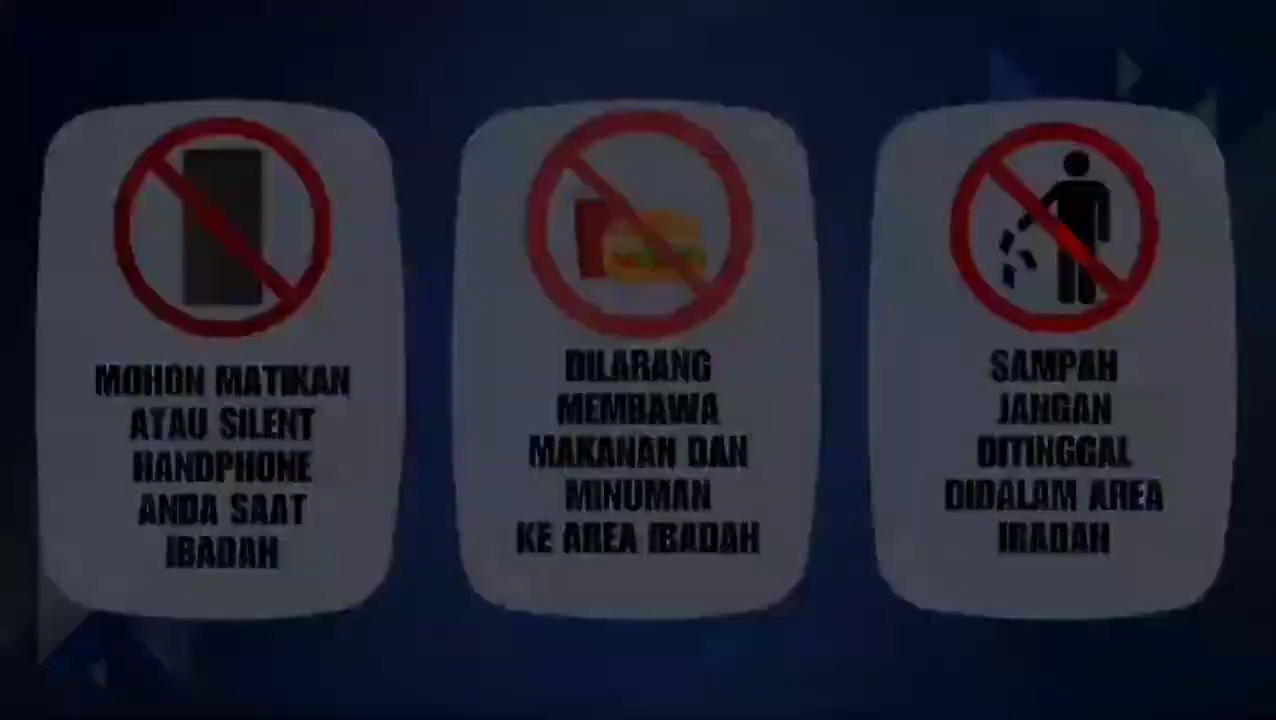 MOHON MATIKAN
ATAU SILENT
HANDPHONE
ANDA SAAT
IBADAH
DILARANG
MEMBAWA
MAKANAN DAN
MINUMAN
KE AREA IBADAH
SAMPAH
JANGAN
DITINGGAL
DIDALAM AREA
IBADAH